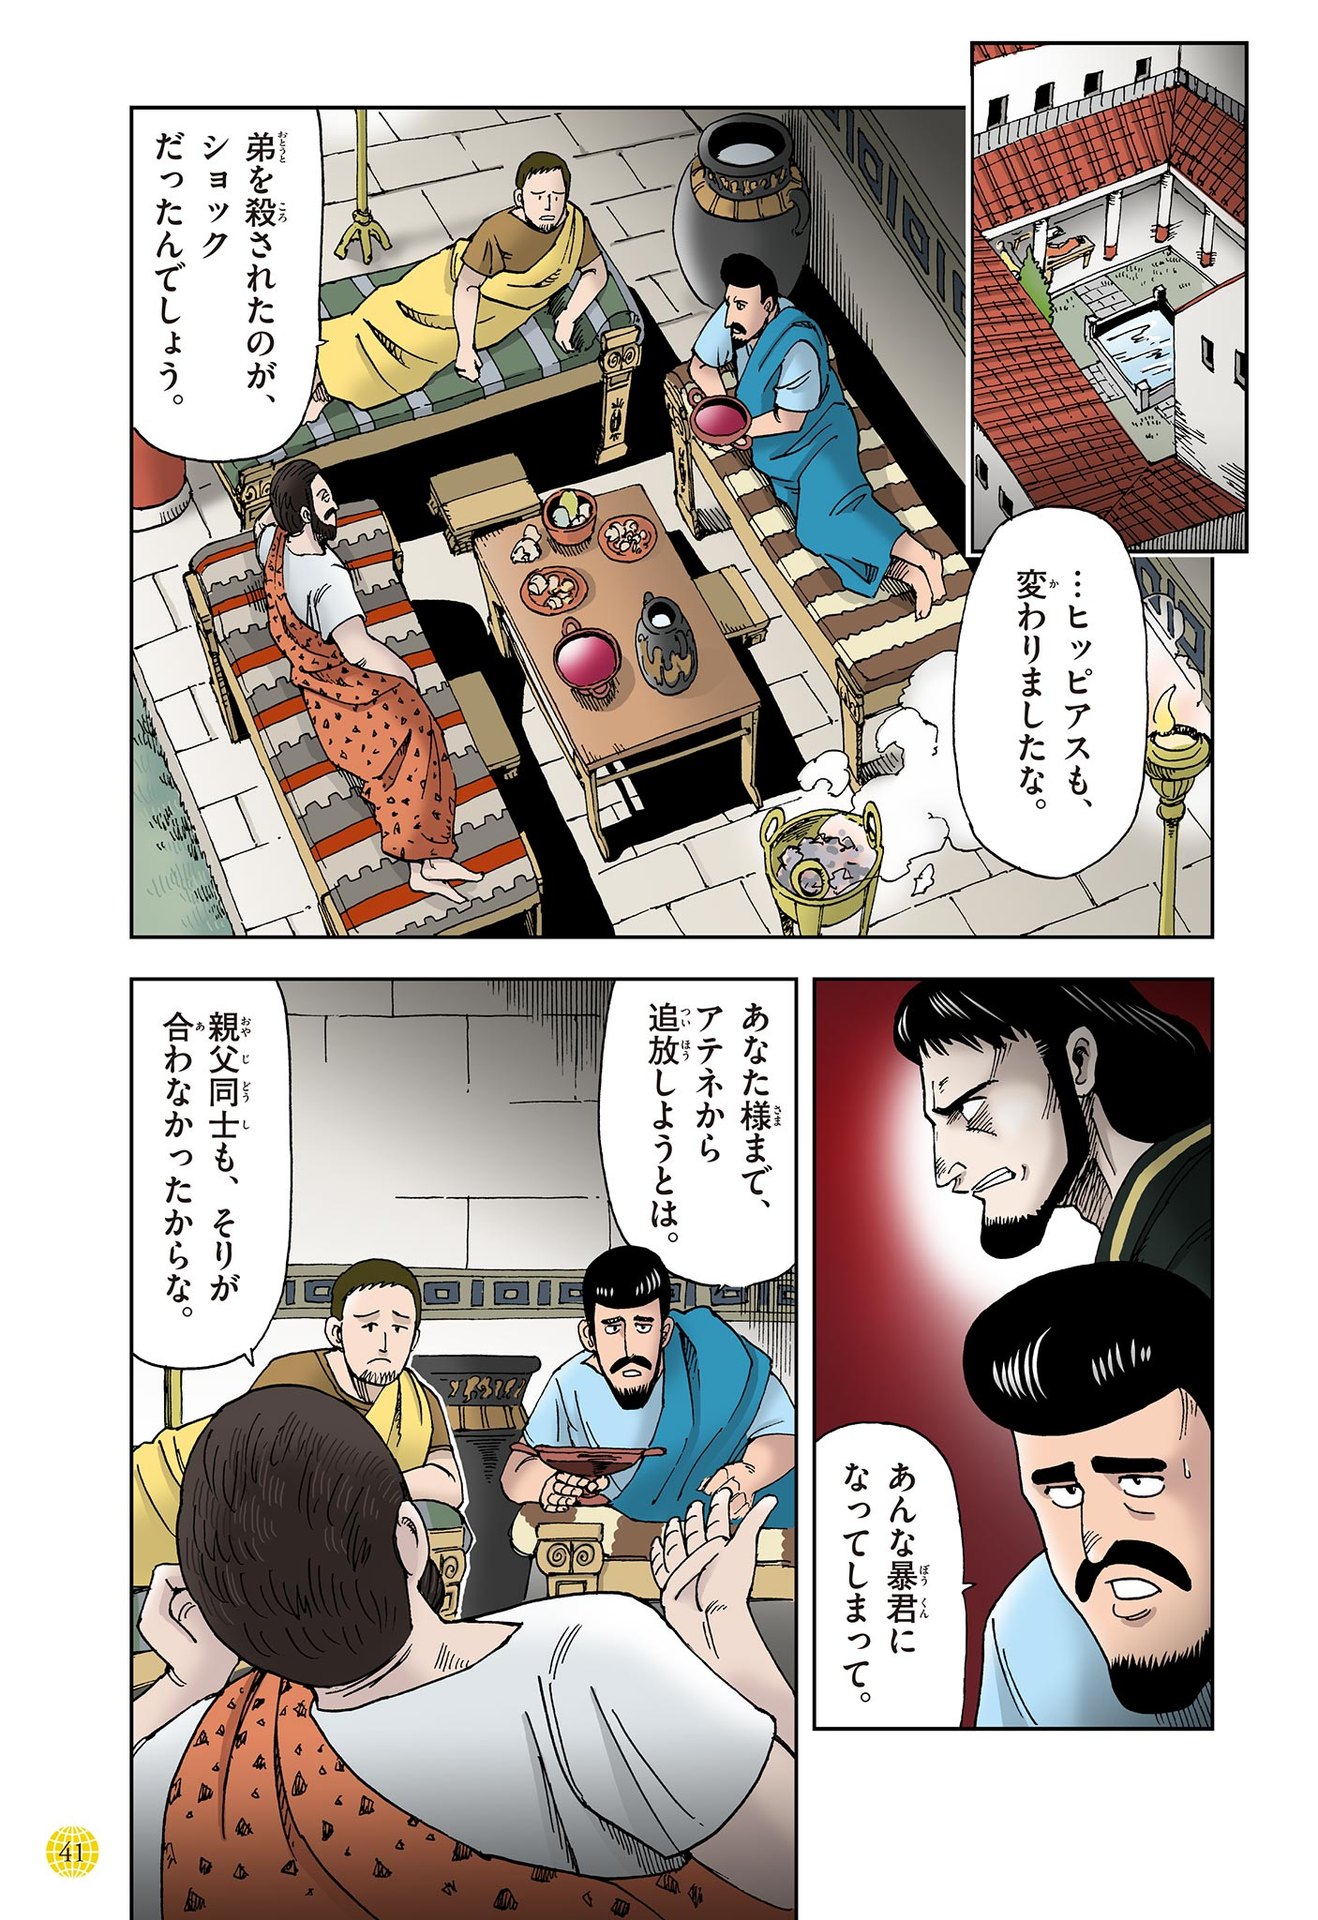 …ヒッピアスも、
変わりましたな。
弟を殺されたのが、
ショック
だったんでしょう。
あんな暴君に
なってしまって。
あなた様まで、
アテネから
追放しようとは。
親父同士も、そりが
合わなかったからな。
41